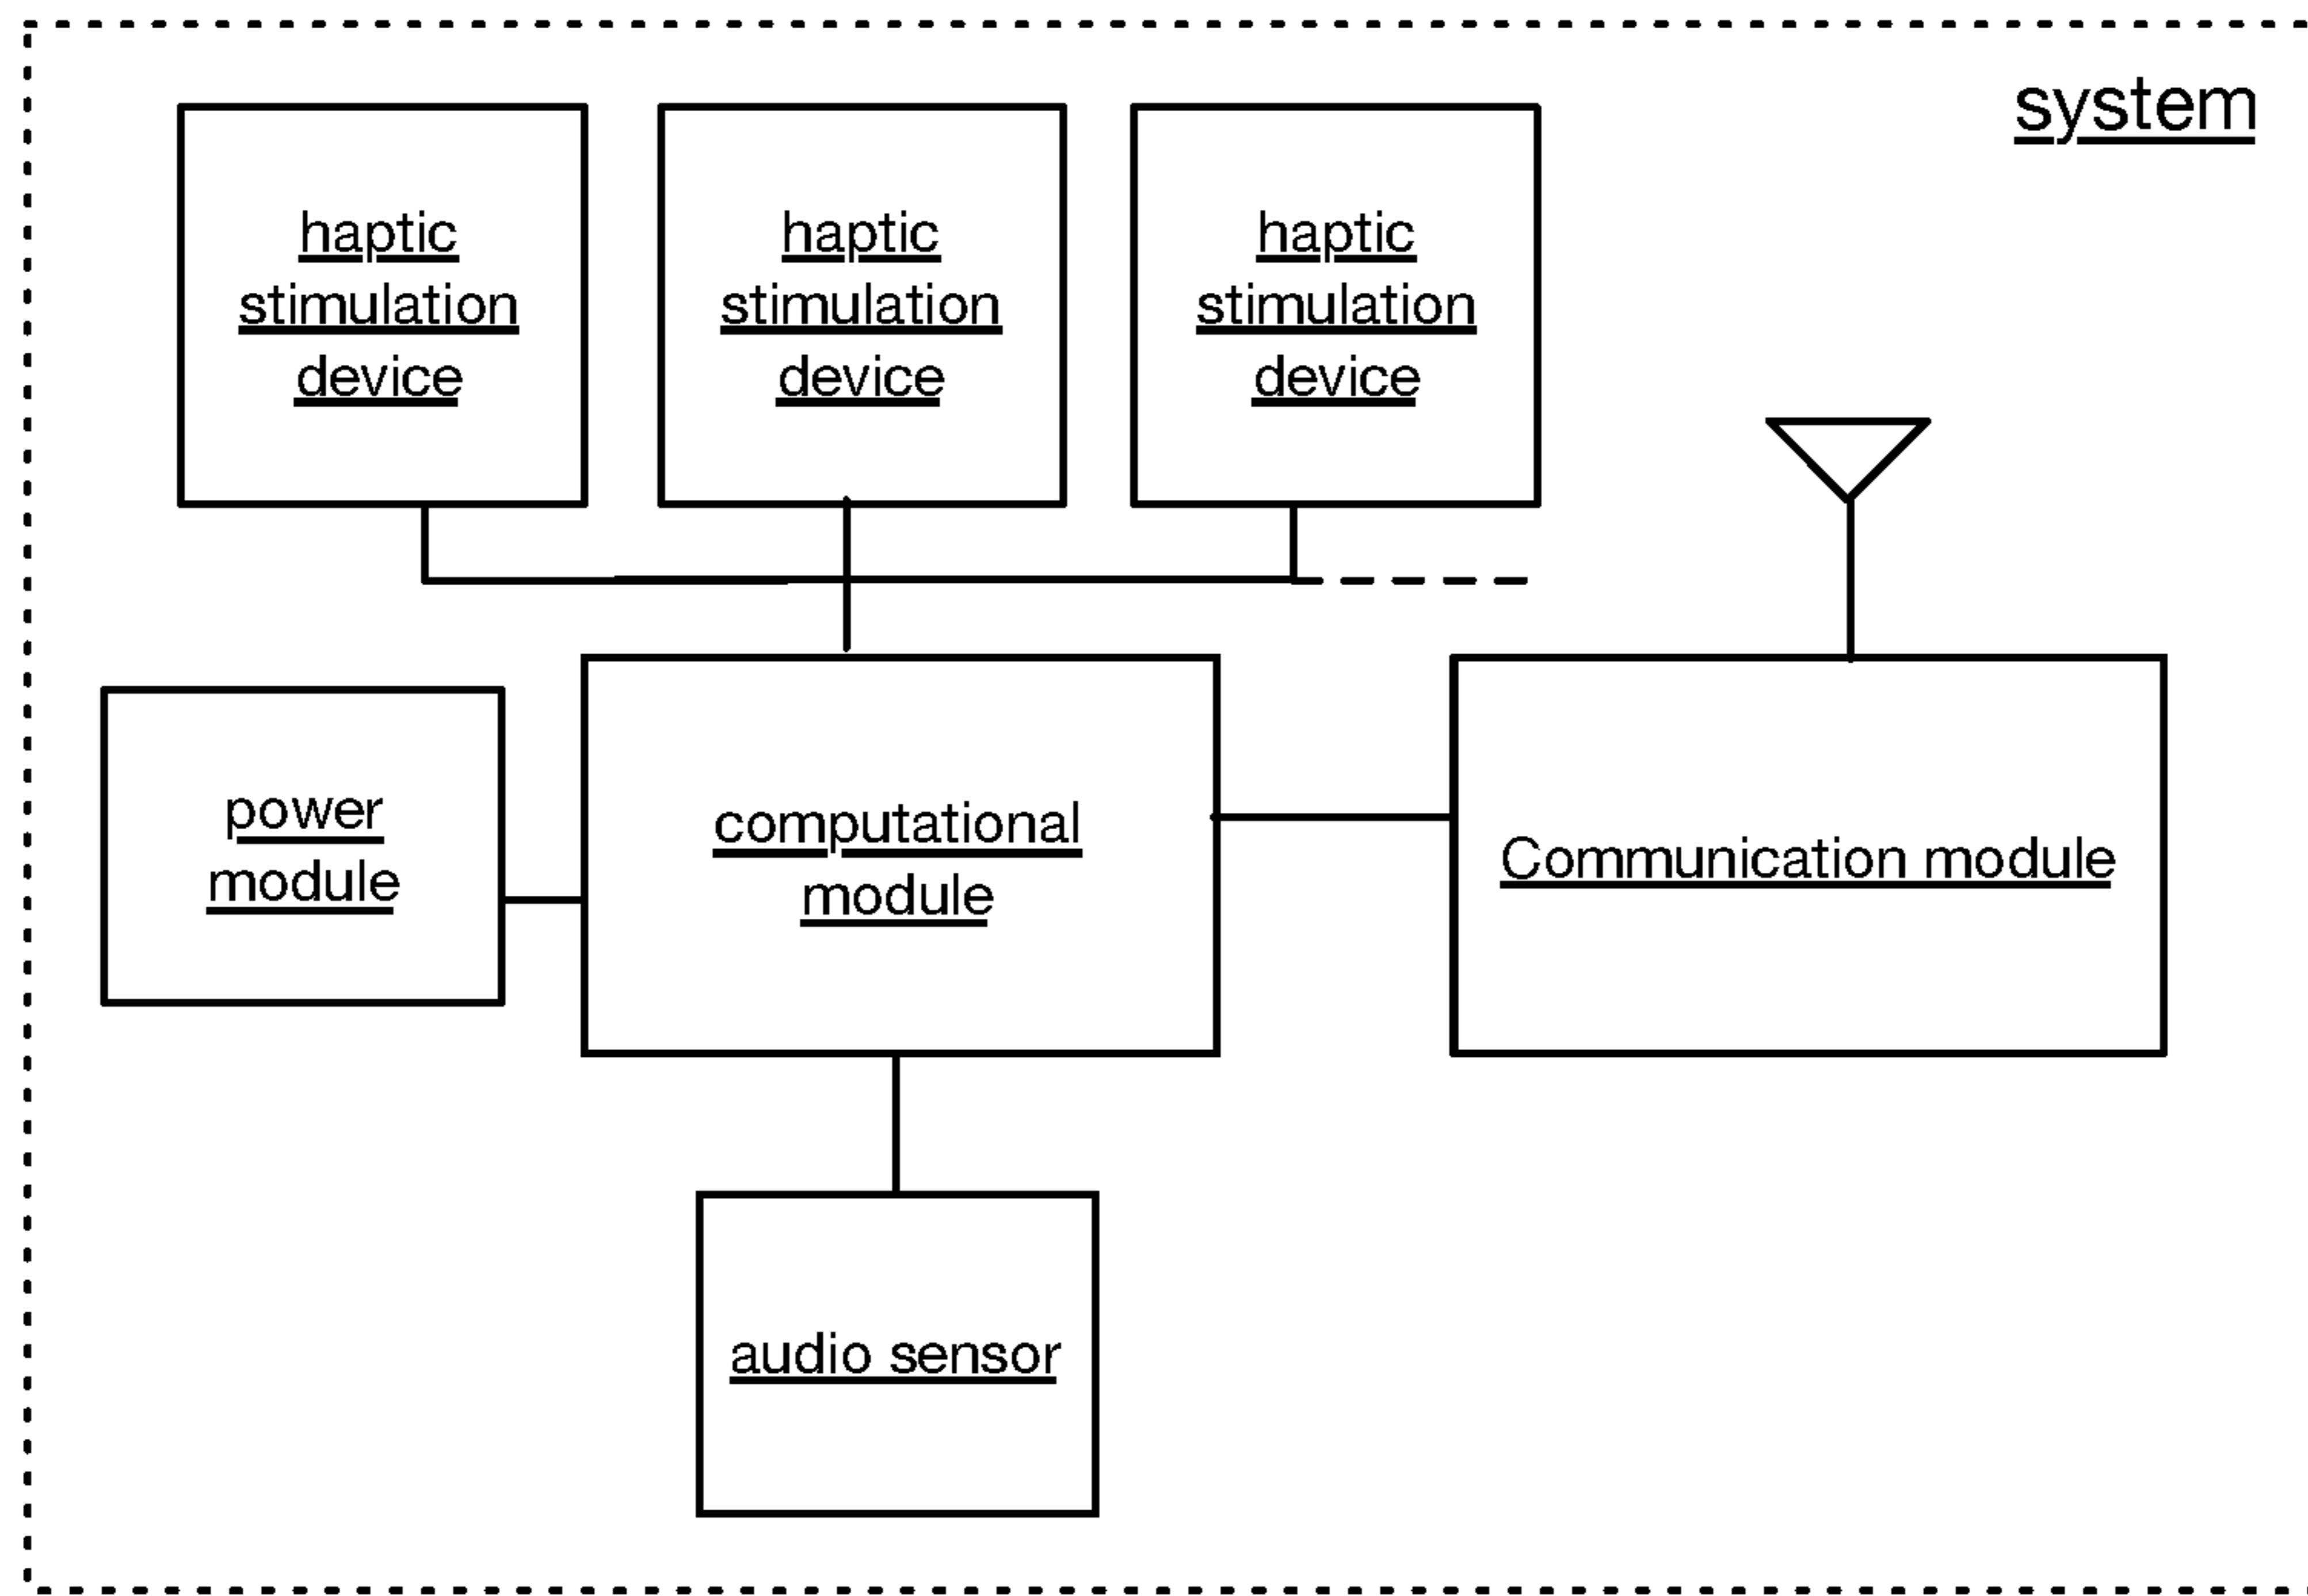 system
haptic
stimulation
device
haptic
stimulation
device
haptic
stimulation
device
power
module
computational
module
Communication module
audio sensor